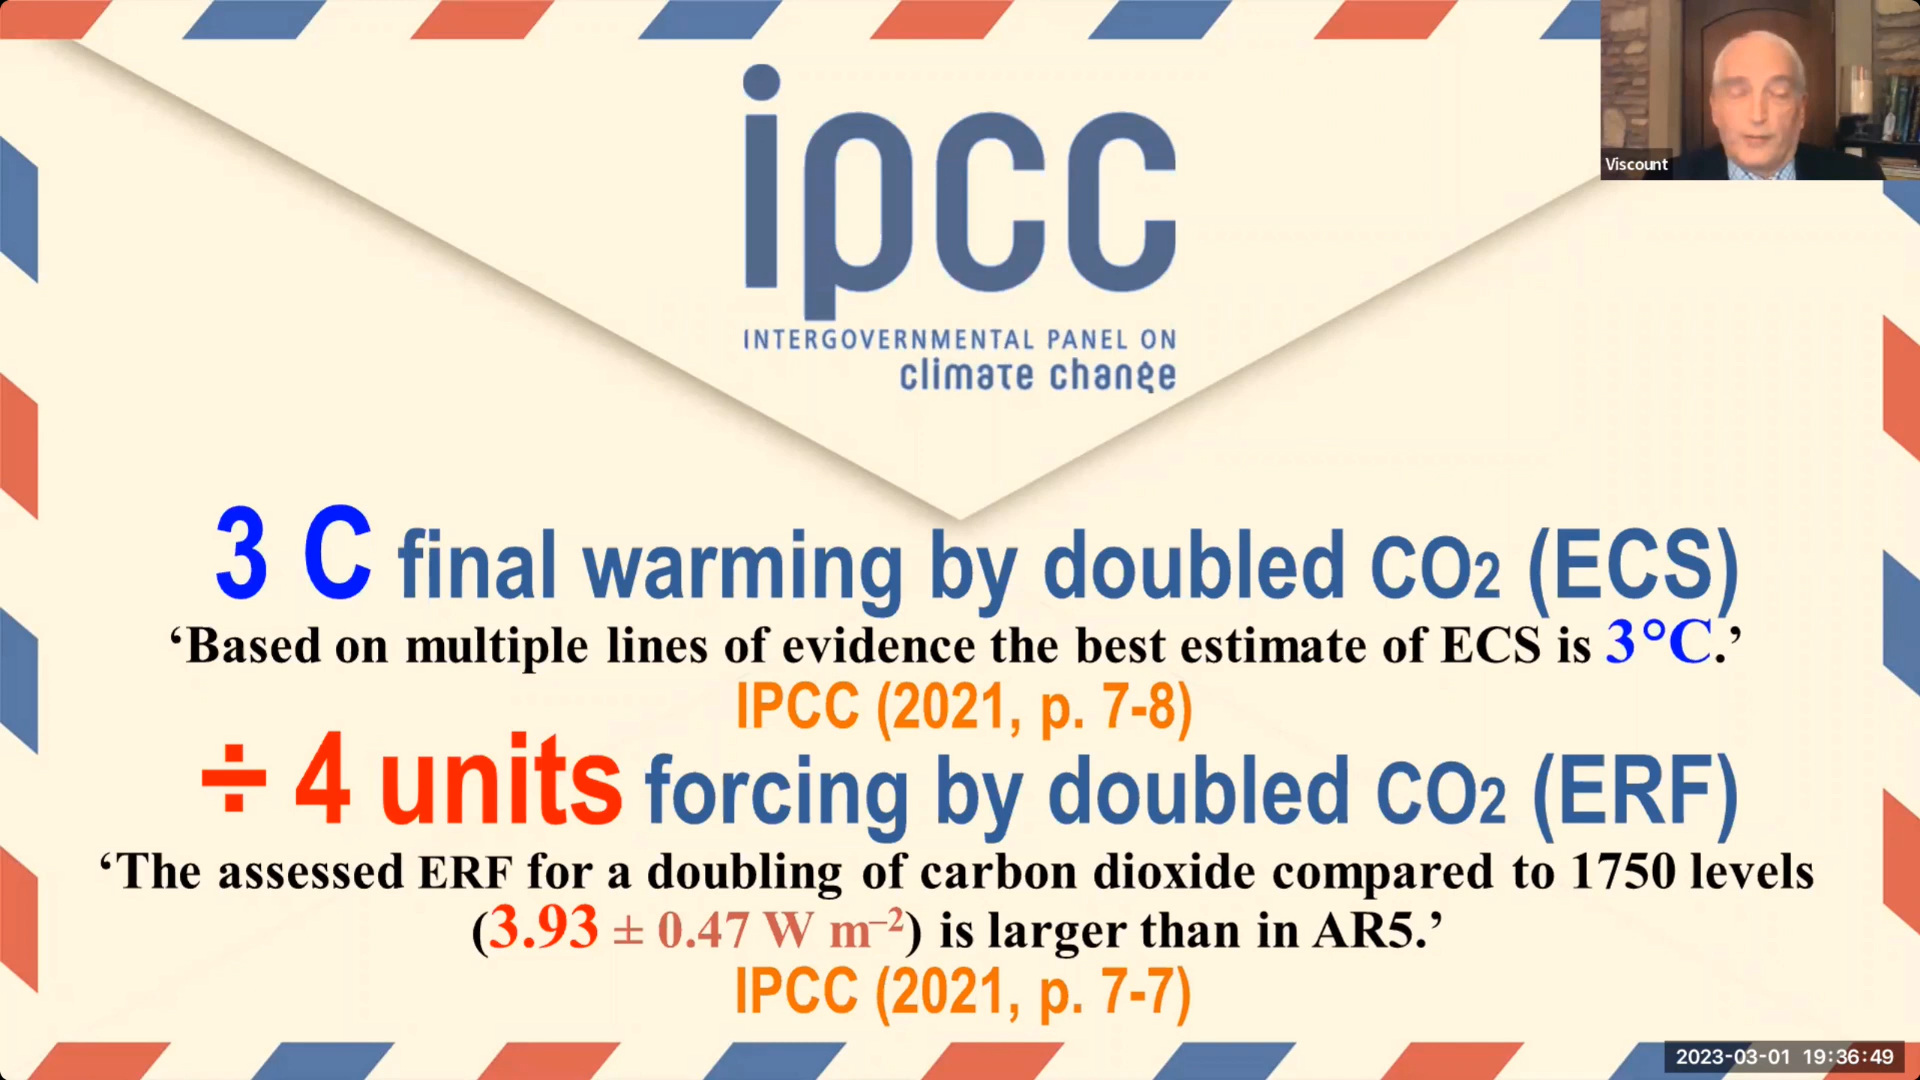 ipcc
INTERGOVERNMENTAL PANEL ON
climate change
Viscount
3 C final warming by doubled CO2 (ECS)
‘Based on multiple lines of evidence the best estimate of ECS is 3°C.’
IPCC (2021, p. 7-8)
÷ 4 units forcing by doubled CO2 (ERF)
‘The assessed ERF for a doubling of carbon dioxide compared to 1750 levels
(3.93 ± 0.47 W m–2) is larger than in AR5.’
IPCC (2021, p. 7-7)
2023-03-01 19:36:49